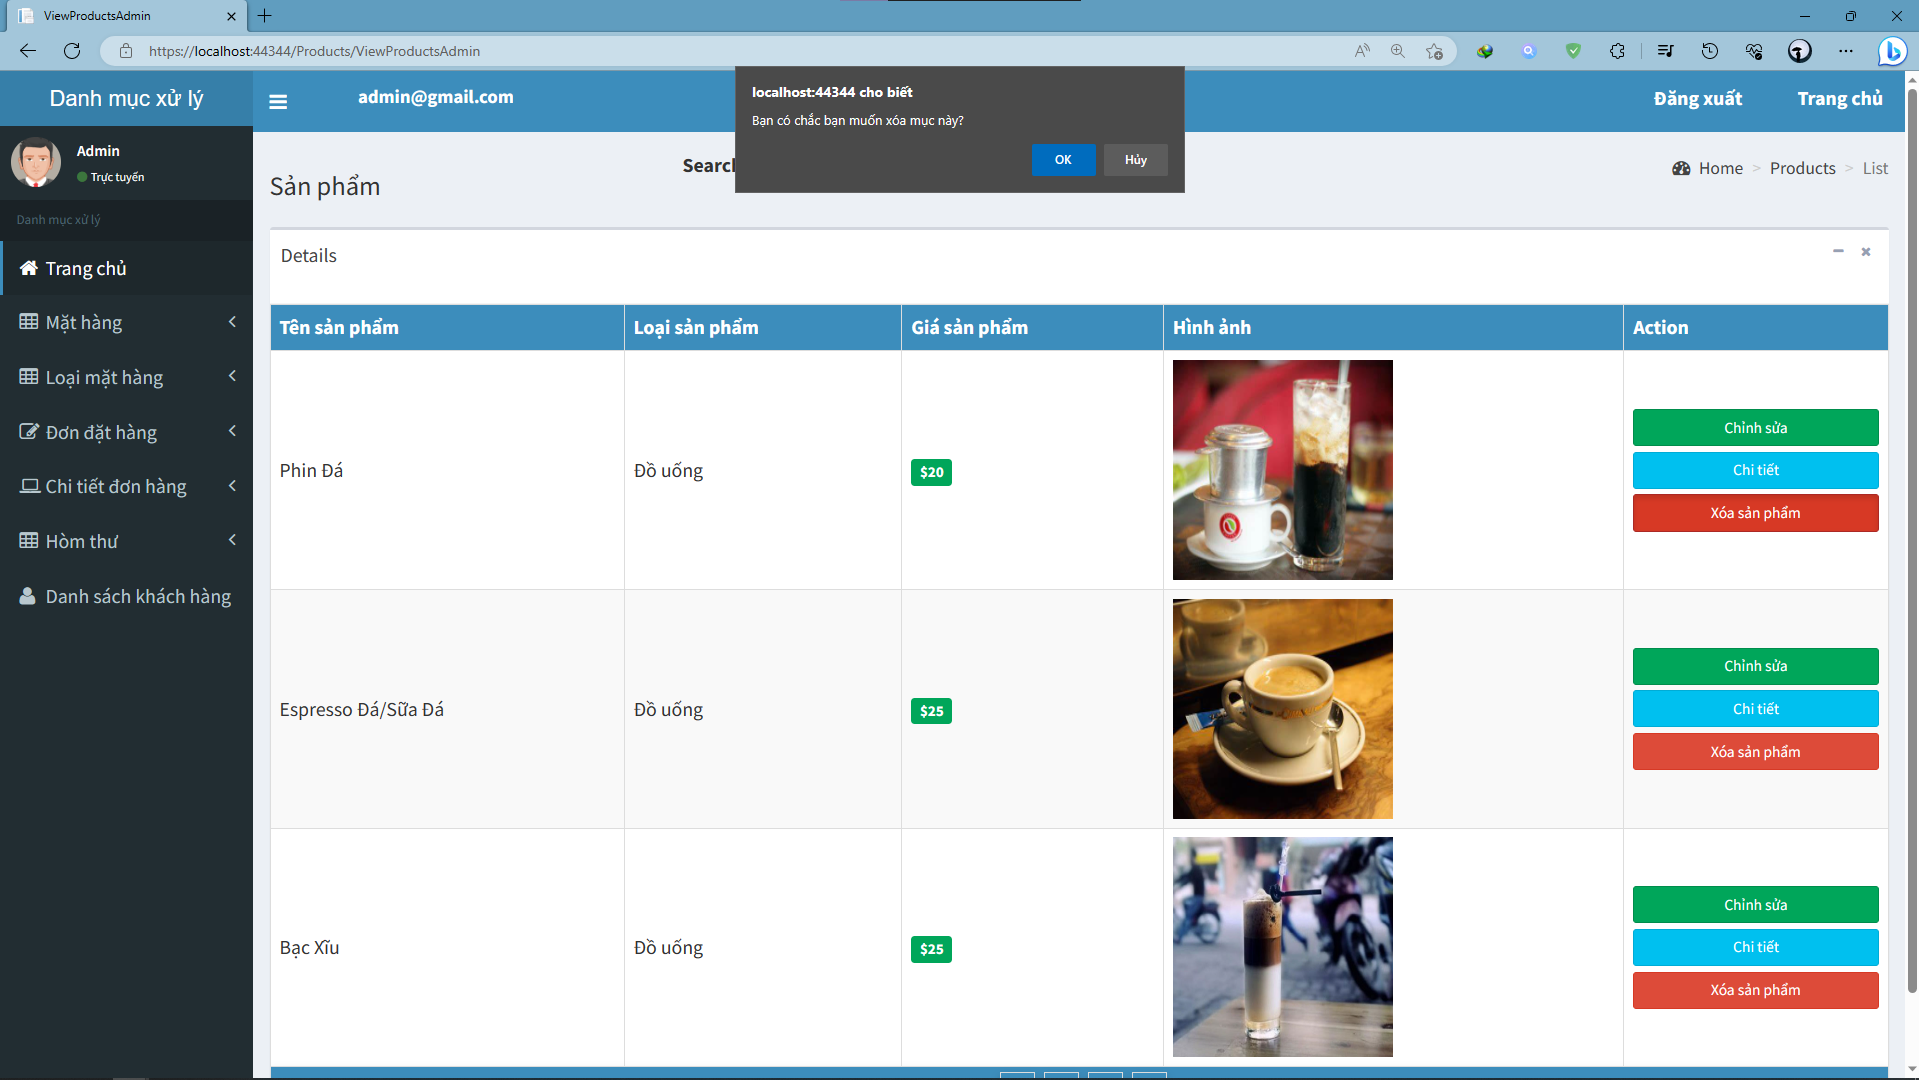 ViewProductsAdmin
https://localhost:44344/Products/ViewProductsAdmin
Danh mục xử lý
admin@gmail.com
localhost:44344 cho biết
Bạn có chắc bạn muốn xóa mục này?
OK
Hủy
Đăng xuất
Trang chủ
Admin
Trực tuyến
Search
Sản phẩm
Home > Products > List
Danh mục xử lý
Trang chủ
Mặt hàng
Loại mặt hàng
Đơn đặt hàng
Chi tiết đơn hàng
Hòm thư
Danh sách khách hàng
Details
Tên sản phẩm Loại sản phẩm Giá sản phẩm Hình ảnh Action
Phin Đá Đồ uống $20
Chỉnh sửa
Chi tiết
Xóa sản phẩm
Espresso Đá/Sữa Đá Đồ uống $25
Chỉnh sửa
Chi tiết
Xóa sản phẩm
Bạc Xĩu Đồ uống $25
Chỉnh sửa
Chi tiết
Xóa sản phẩm